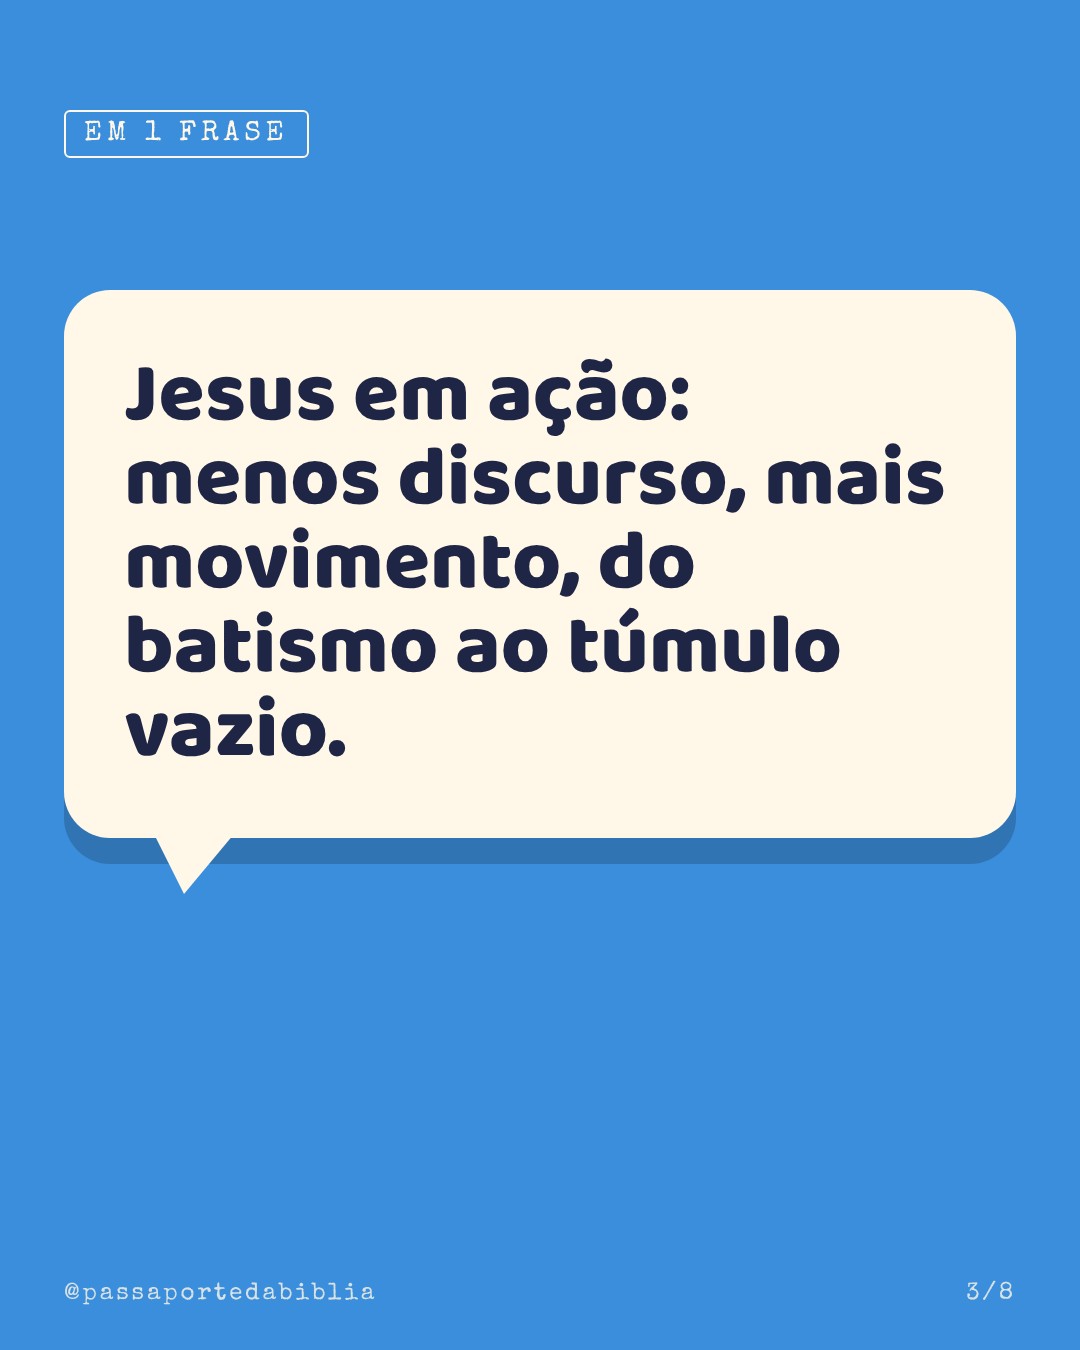 EM 1 FRASE
Jesus em ação:
menos discurso, mais
movimento, do
batismo ao túmulo
vazio.
@passaportedabiblia
3/8